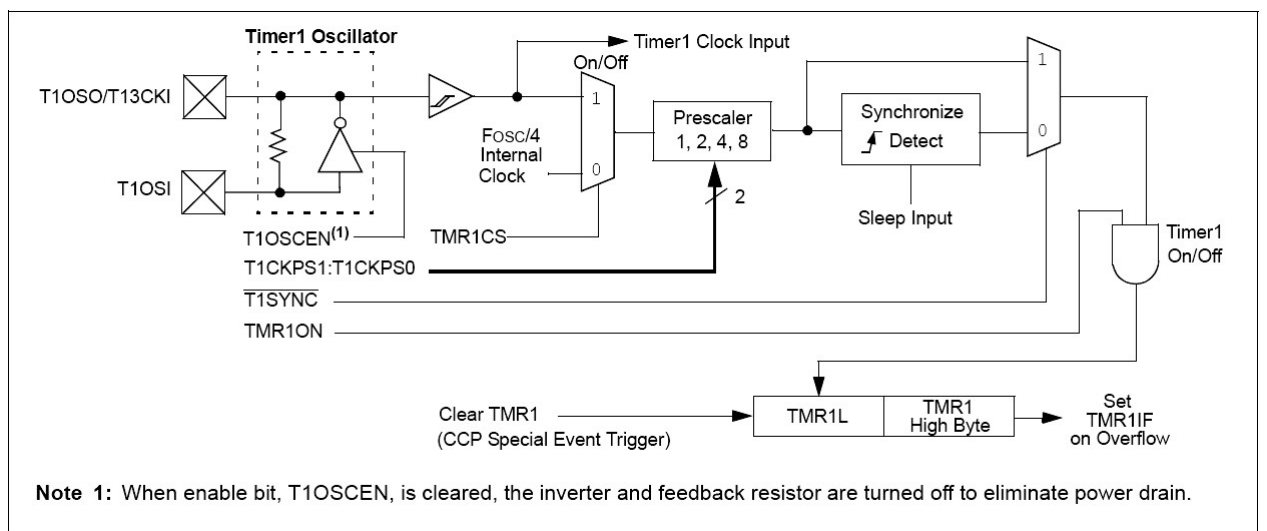 Timer1 Oscillator
Timer1 Clock Input
On/Off
T1OSO/T13CKI
1
1
FOSC/4
Internal
Clock
0
Prescaler
1, 2, 4, 8
Synchronize
Detect
0
T1OSI
2
Sleep Input
T1OSCEN(1)
TMR1CS
Timer1
On/Off
T1CKPS1:T1CKPS0
T1SYNC
TMR1ON
Clear TMR1
(CCP Special Event Trigger)
TMR1L
TMR1
High Byte
Set
TMR1IF
on Overflow
Note 1: When enable bit, T1OSCEN, is cleared, the inverter and feedback resistor are turned off to eliminate power drain.